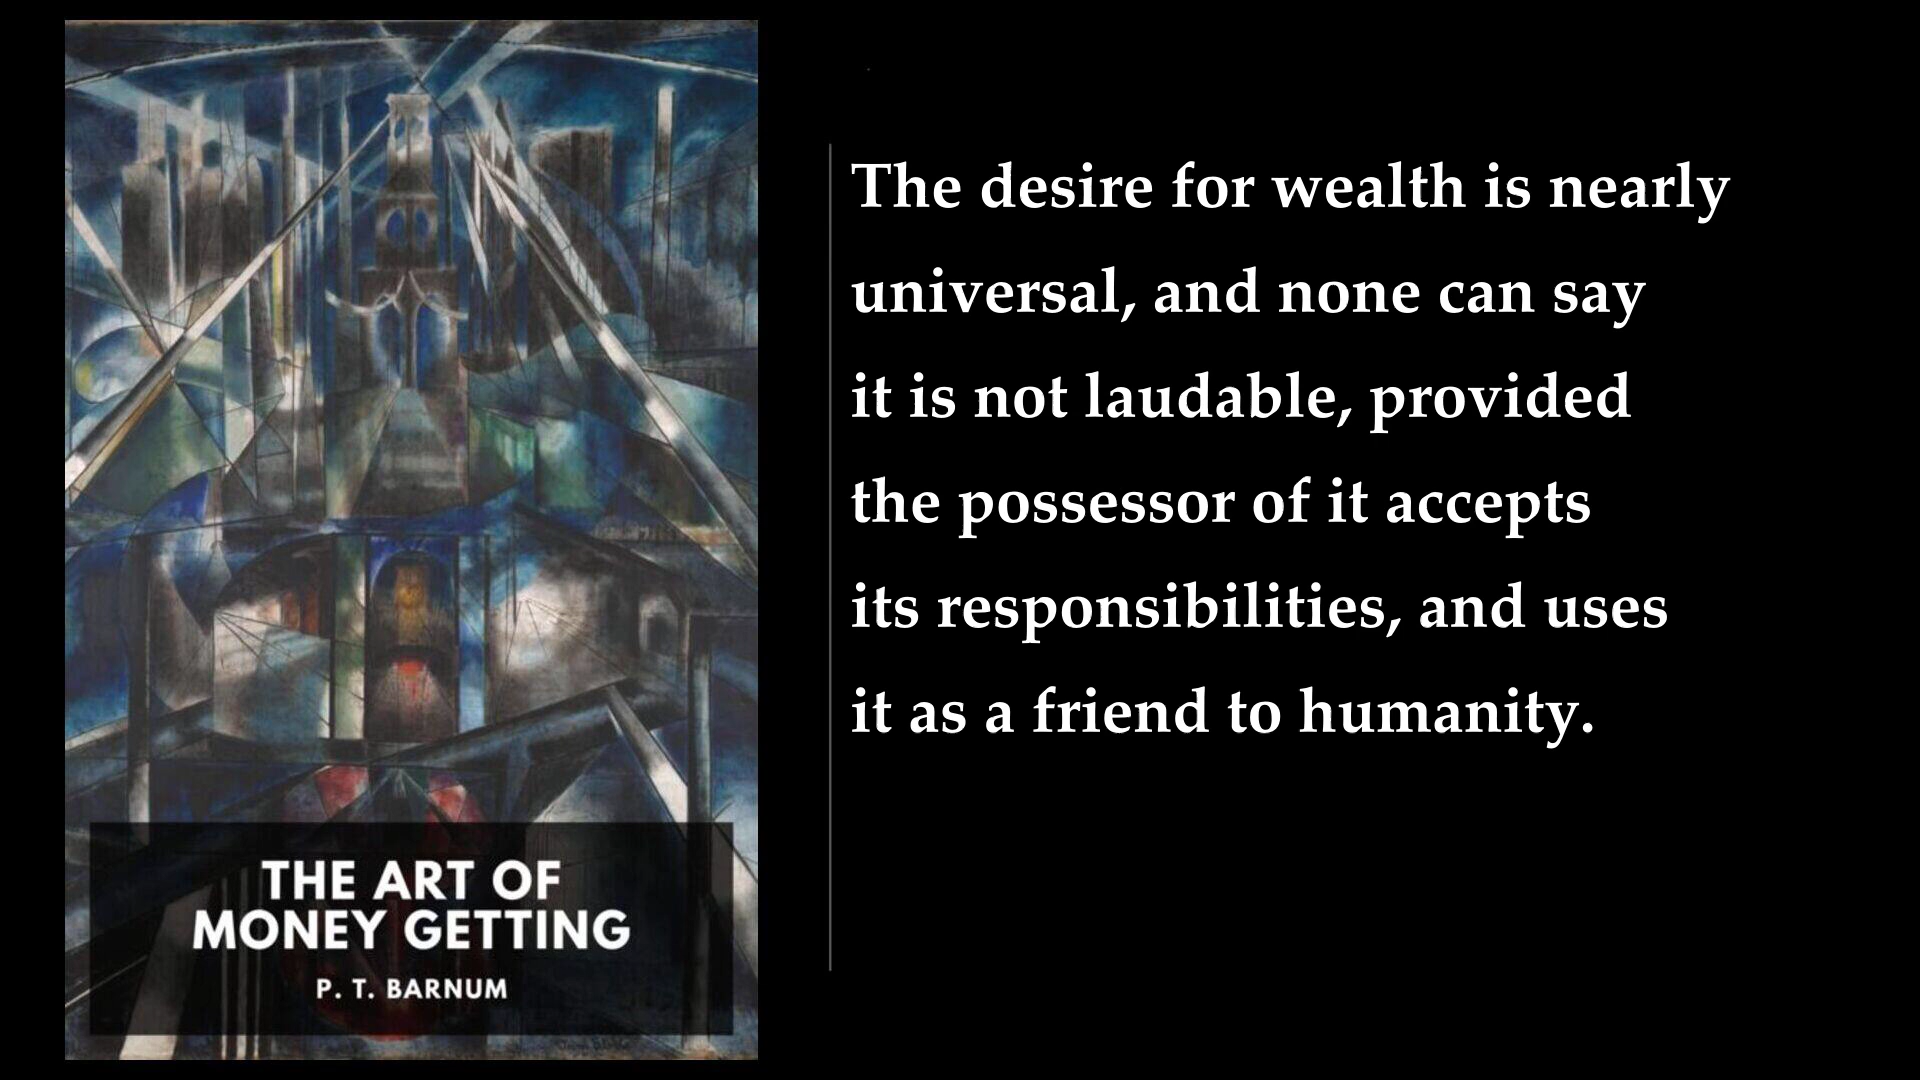 The desire for wealth is nearly
universal, and none can say
it is not laudable, provided
the possessor of it accepts
its responsibilities, and uses
it as a friend to humanity.
THE ART OF
MONEY GETTING
P. T. BARNUM